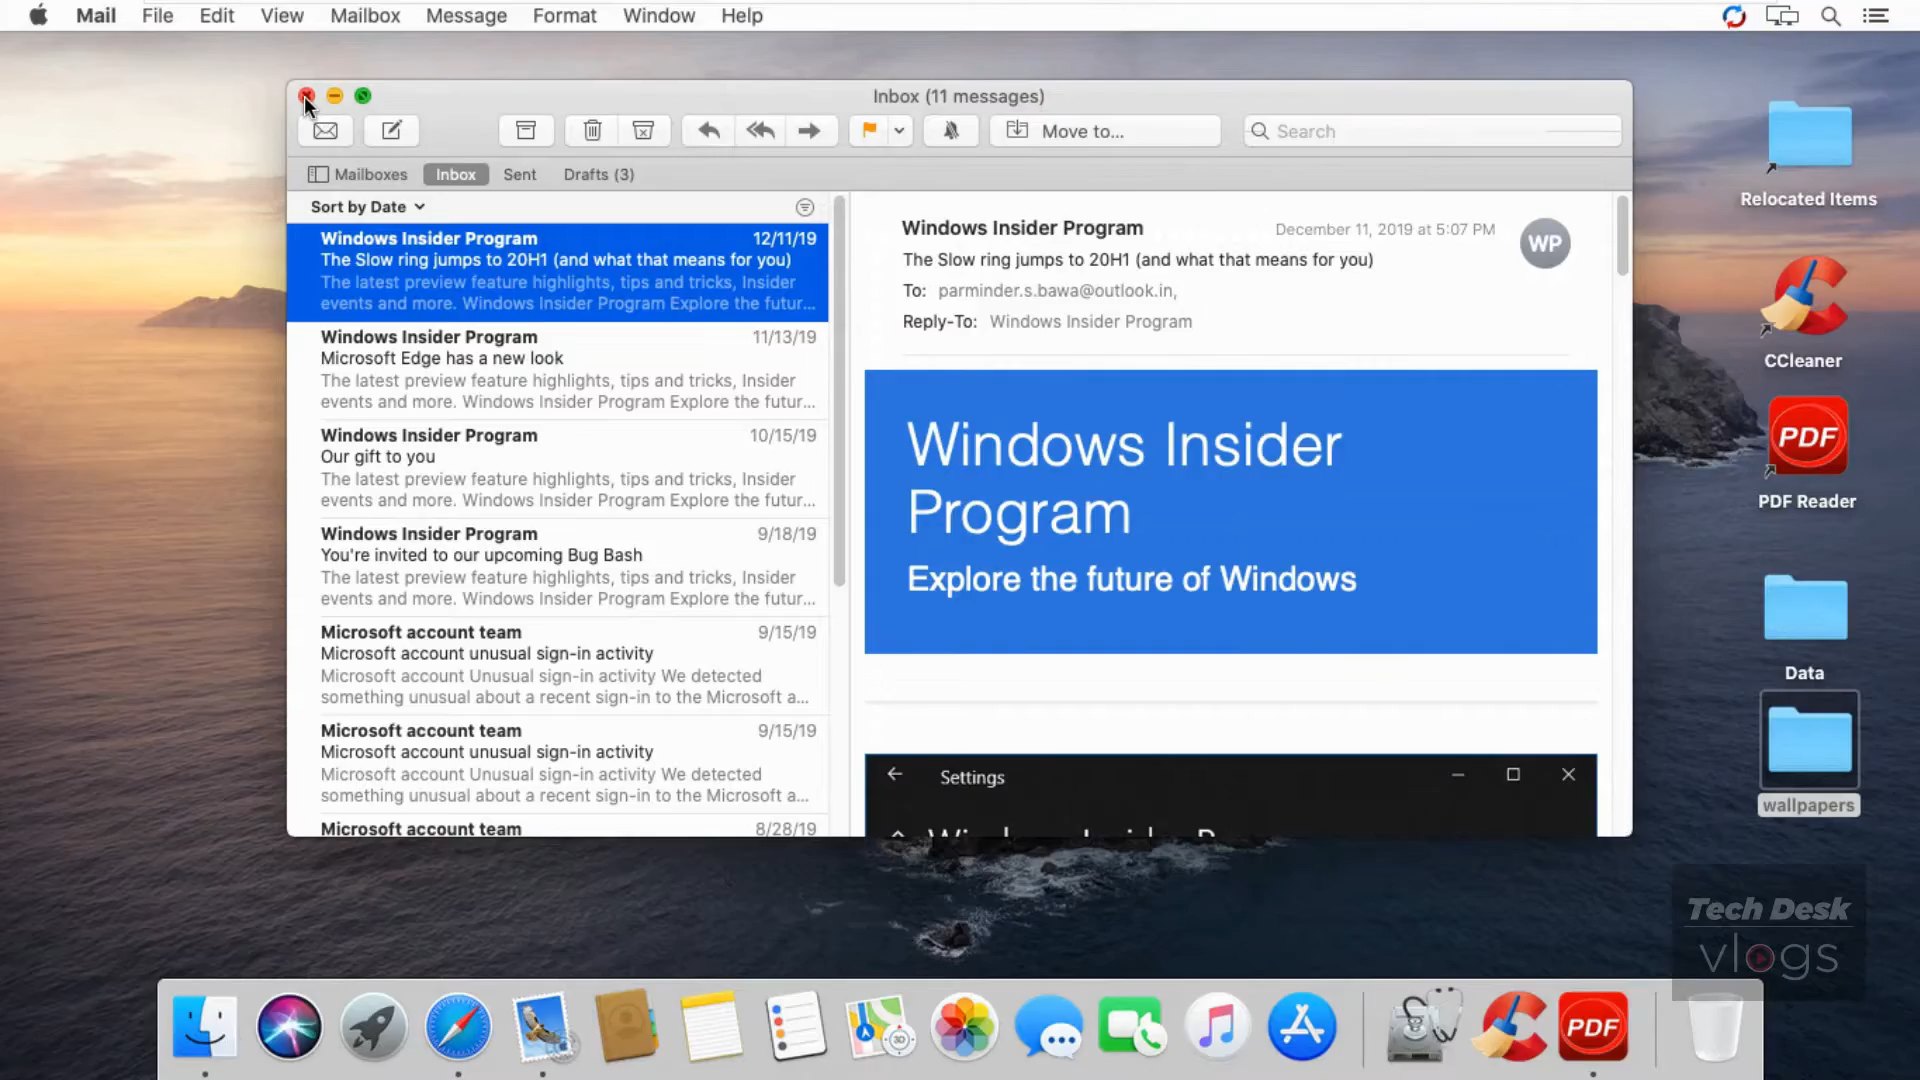 Mail File Edit View Mailbox Message Format Window Help
Inbox (11 messages)
Move to...
Search
Mailboxes Inbox Sent Drafts (3)
Sort by Date
Windows Insider Program 12/11/19
The Slow ring jumps to 20H1 (and what that means for you)
The latest preview feature highlights, tips and tricks, Insider
events and more. Windows Insider Program Explore the futur...
Windows Insider Program 11/13/19
Microsoft Edge has a new look
The latest preview feature highlights, tips and tricks, Insider
events and more. Windows Insider Program Explore the futur...
Windows Insider Program 10/15/19
Our gift to you
The latest preview feature highlights, tips and tricks, Insider
events and more. Windows Insider Program Explore the futur...
Windows Insider Program 9/18/19
You're invited to our upcoming Bug Bash
The latest preview feature highlights, tips and tricks, Insider
events and more. Windows Insider Program Explore the futur...
Microsoft account team 9/15/19
Microsoft account unusual sign-in activity
Microsoft account Unusual sign-in activity We detected
something unusual about a recent sign-in to the Microsoft a...
Microsoft account team 9/15/19
Microsoft account unusual sign-in activity
Microsoft account Unusual sign-in activity We detected
something unusual about a recent sign-in to the Microsoft a...
Microsoft account team 8/28/19
Windows Insider Program December 11, 2019 at 5:07 PM
WP
The Slow ring jumps to 20H1 (and what that means for you)
To: parminder.s.bawa@outlook.in,
Reply-To: Windows Insider Program
Windows Insider
Program
Explore the future of Windows
Settings
Relocated Items
CCleaner
PDF
PDF Reader
Data
wallpapers
Tech Desk
vlogs
3D
PDF